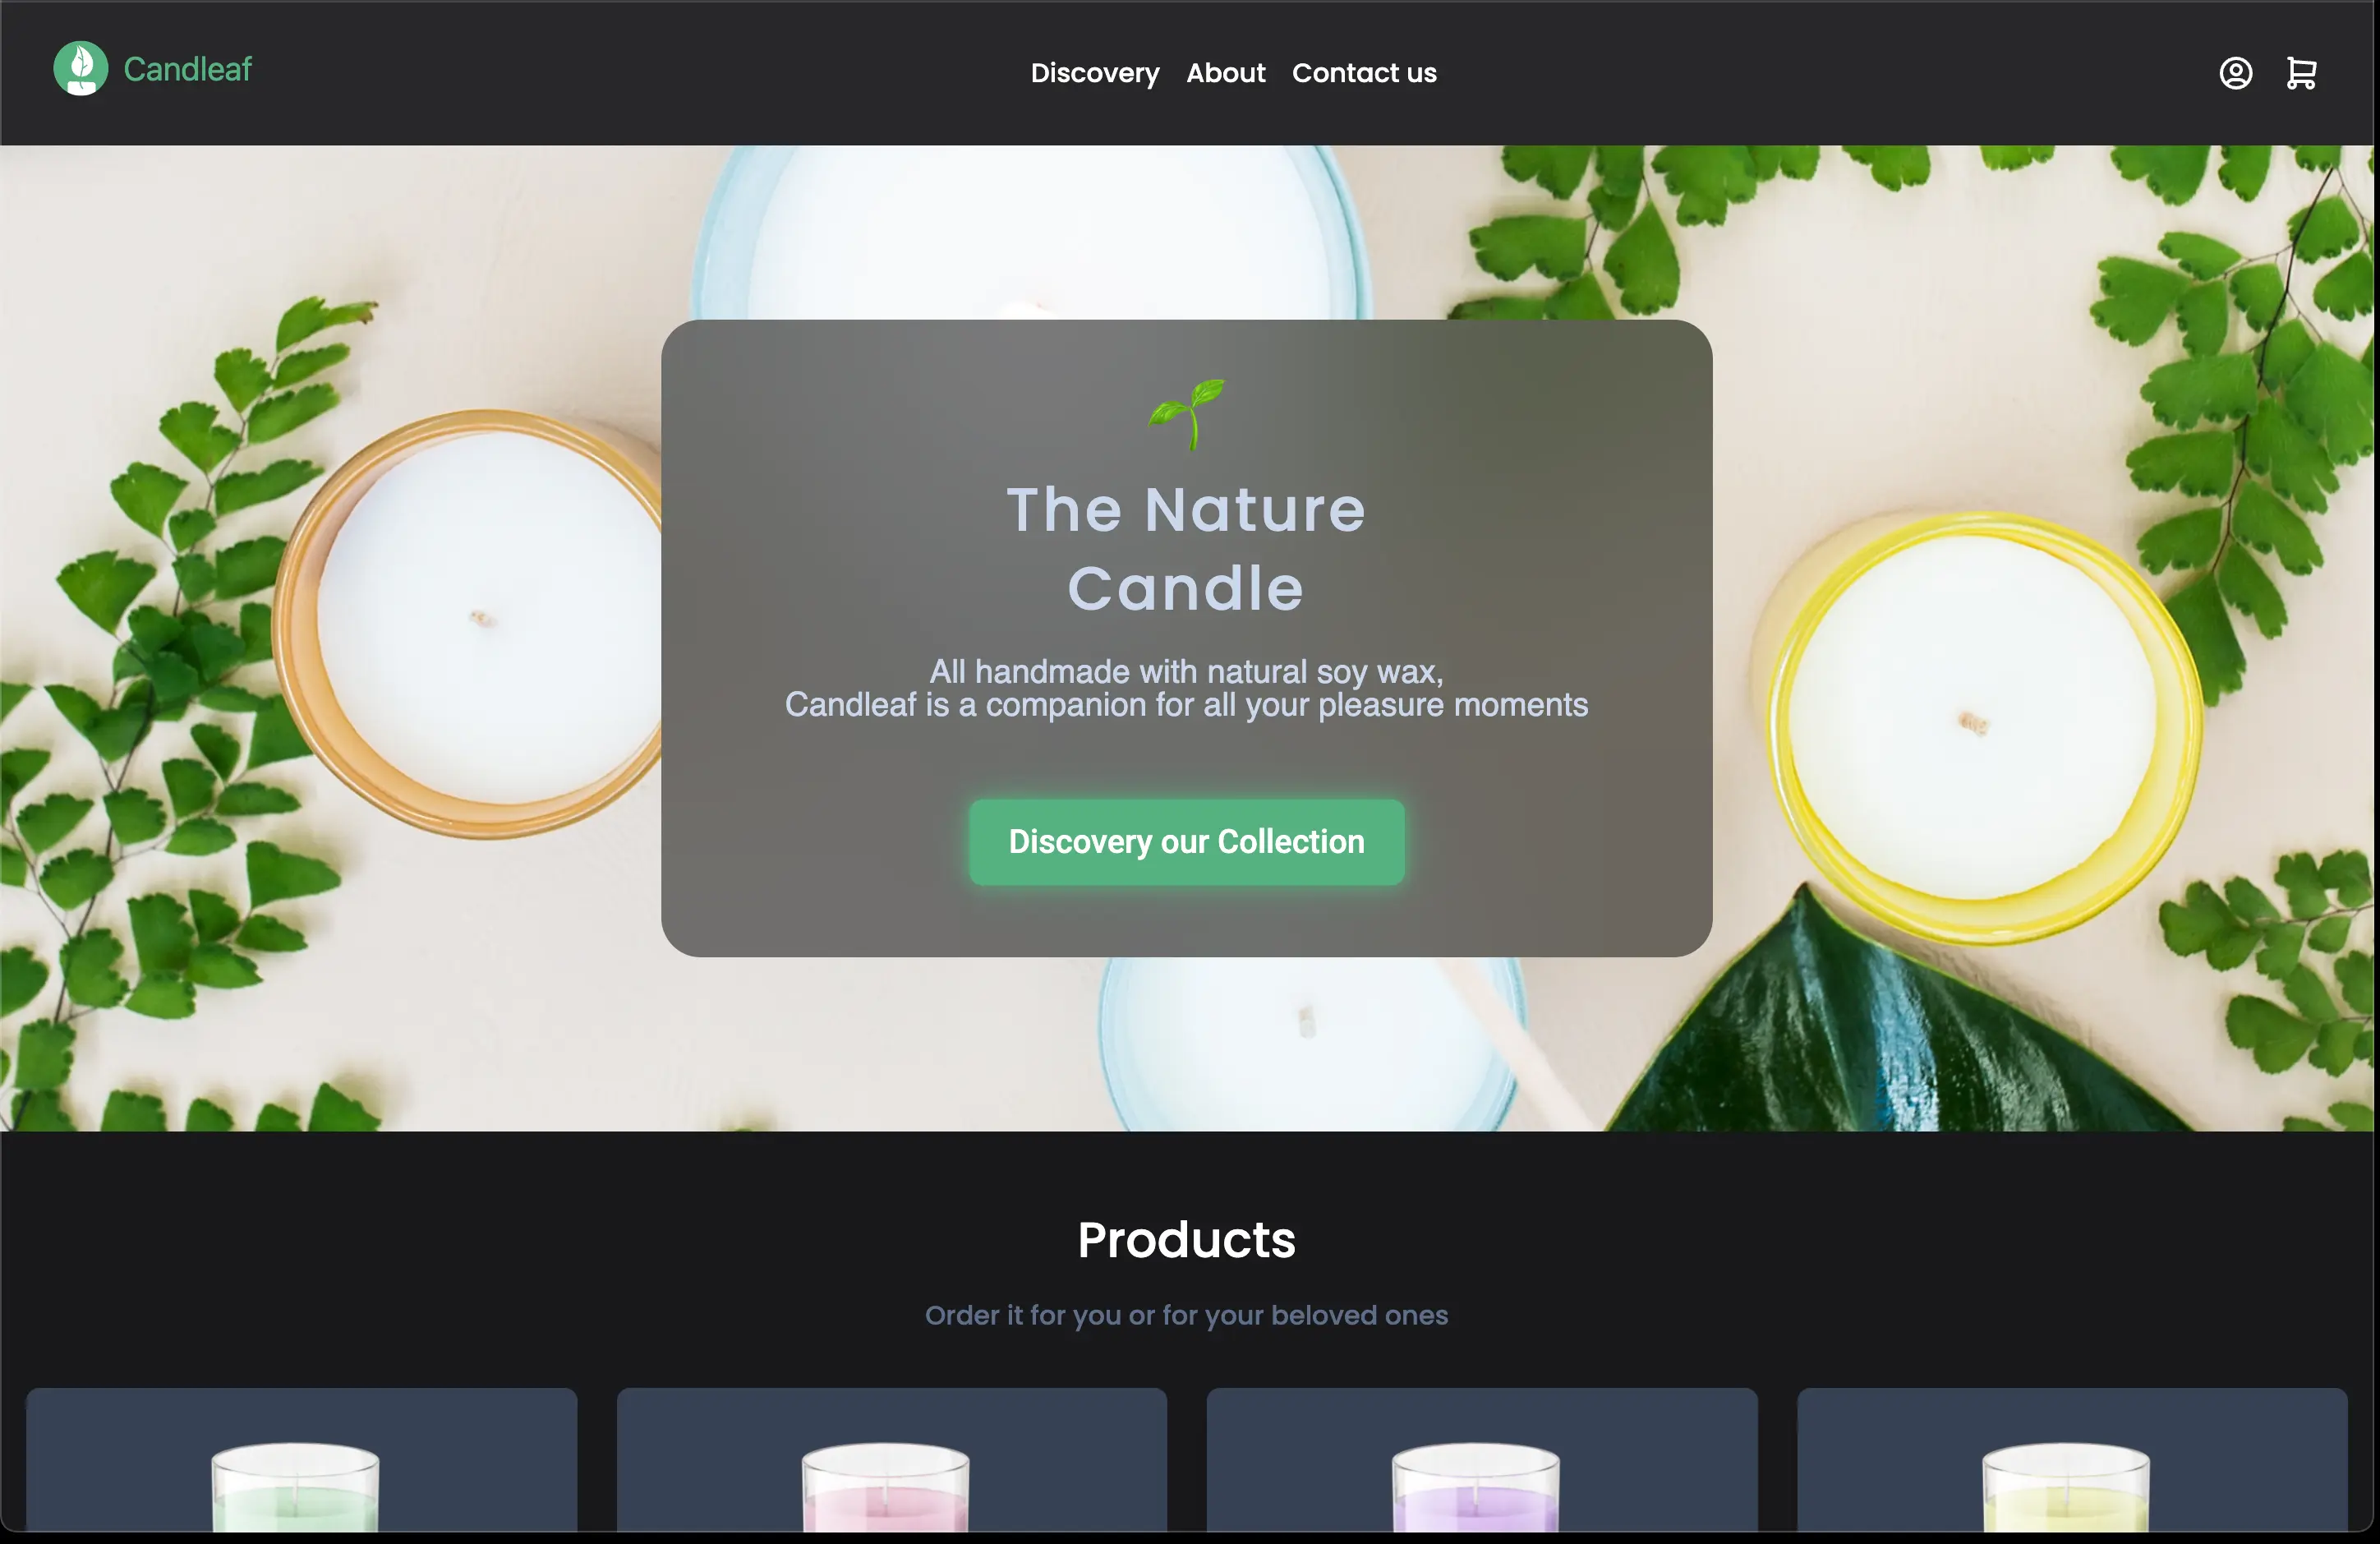 Candleaf
Discovery About Contact us
The Nature
Candle
All handmade with natural soy wax,
Candleaf is a companion for all your pleasure moments
Discovery our Collection
Products
Order it for you or for your beloved ones